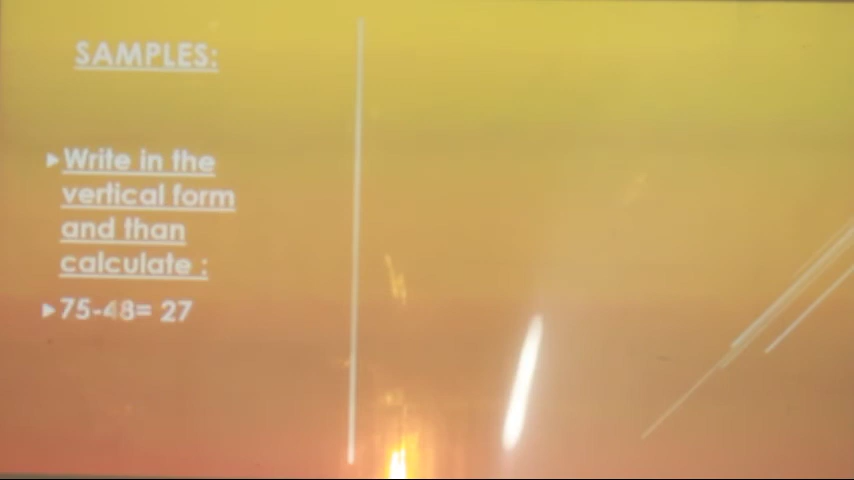 SAMPLES:
Write in the
vertical form
and than
calculate :
75-48= 27